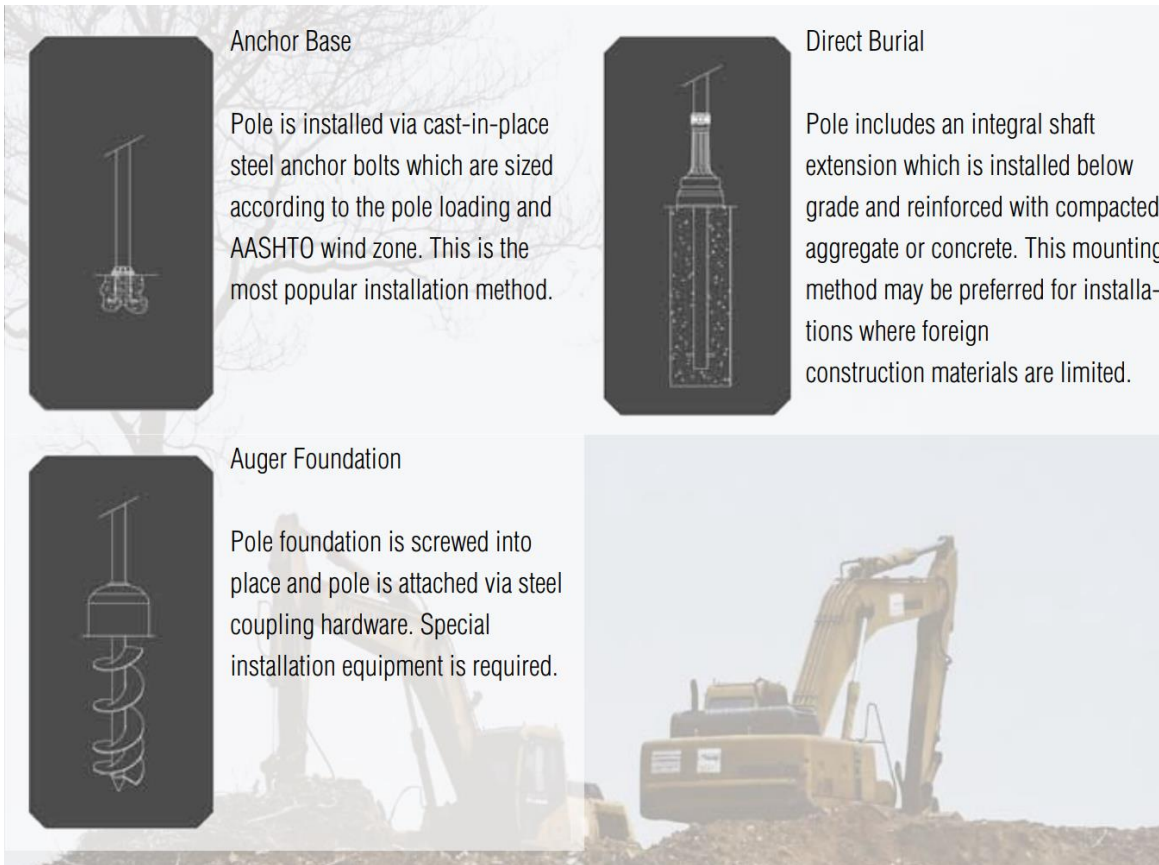 Anchor Base
Pole is installed via cast-in-place
steel anchor bolts which are sized
according to the pole loading and
AASHTO wind zone. This is the
most popular installation method.
Direct Burial
Pole includes an integral shaft
extension which is installed below
grade and reinforced with compacted
aggregate or concrete. This mounting
method may be preferred for installa-
tions where foreign
construction materials are limited.
Auger Foundation
Pole foundation is screwed into
place and pole is attached via steel
coupling hardware. Special
installation equipment is required.